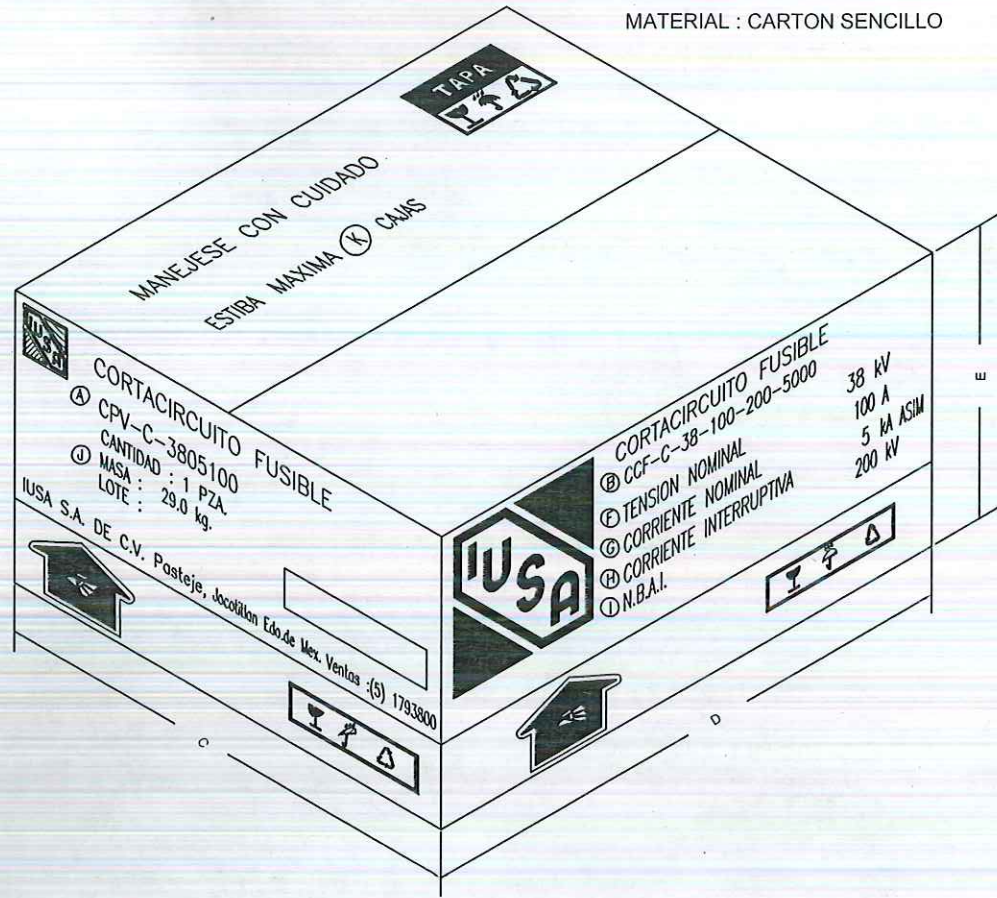 MATERIAL : CARTON SENCILLO
TAPA
MANEJESE CON CUIDADO
ESTIBA MAXIMA K CAJAS
IUSA
CORTACIRCUITO FUSIBLE
A CPV-C-3805100
CANTIDAD : 1 PZA.
J MASA : 29.0 kg.
LOTE :
IUSA S.A. DE C.V. Pasteje, Jocotitlan Edo.de Mex. Ventas :(5) 1793800
IUSA
CORTACIRCUITO FUSIBLE
B CCF-C-38-100-200-5000
F TENSION NOMINAL 38 kV
G CORRIENTE NOMINAL 100 A
H CORRIENTE INTERRUPTIVA 5 kA ASIM
I N.B.A.I. 200 kV
E
C
D